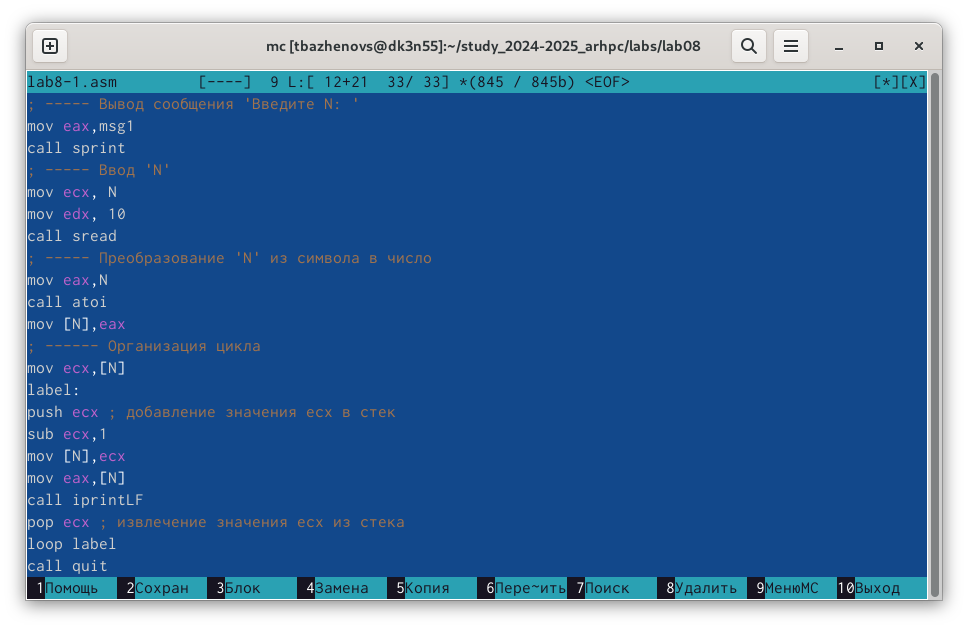 mc [tbazhenovs@dk3n55]:~/study_2024-2025_arhpc/labs/lab08
lab8-1.asm [----] 9 L:[ 12+21 33/ 33] *(845 / 845b) <EOF> [*][X]
; ----- Вывод сообщения 'Введите N: '
mov eax,msg1
call sprint
; ----- Ввод 'N'
mov ecx, N
mov edx, 10
call sread
; ----- Преобразование 'N' из символа в число
mov eax,N
call atoi
mov [N],eax
; ------ Организация цикла
mov ecx,[N]
label:
push ecx ; добавление значения ecx в стек
sub ecx,1
mov [N],ecx
mov eax,[N]
call iprintLF
pop ecx ; извлечение значения ecx из стека
loop label
call quit
1Помощь 2Сохран 3Блок 4Замена 5Копия 6Пере~ить 7Поиск 8Удалить 9МенюMC 10Выход